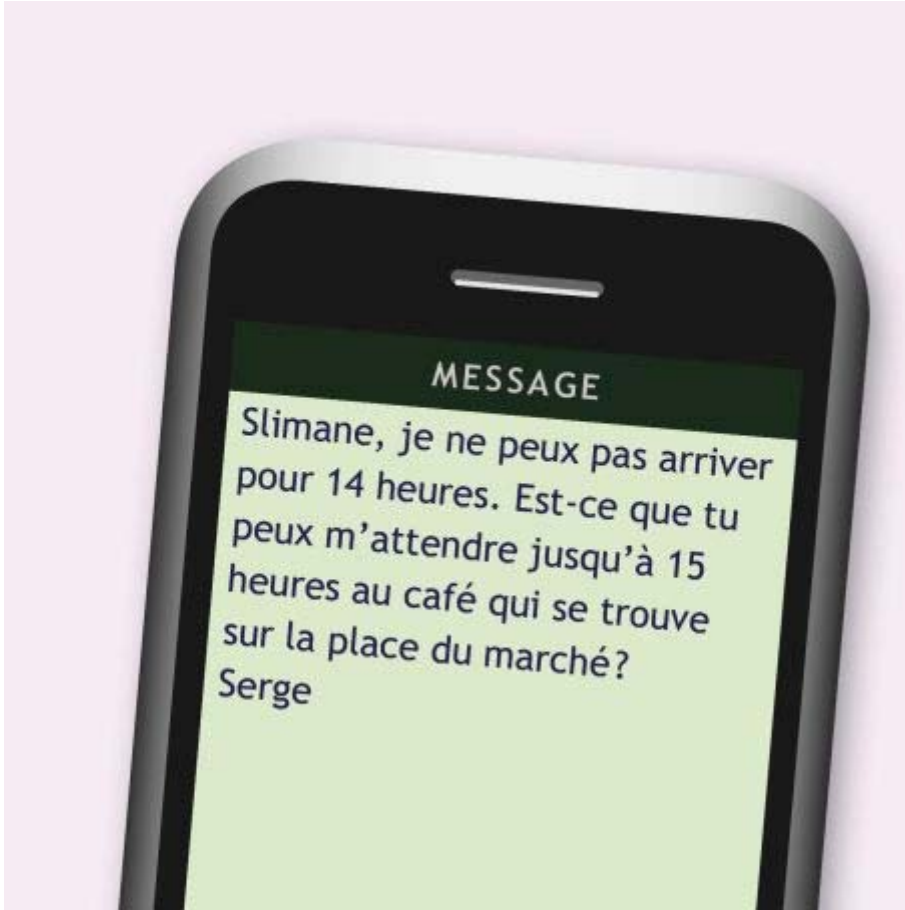 MESSAGE
Slimane, je ne peux pas arriver
pour 14 heures. Est-ce que tu
peux m’attendre jusqu’à 15
heures au café qui se trouve
sur la place du marché?
Serge